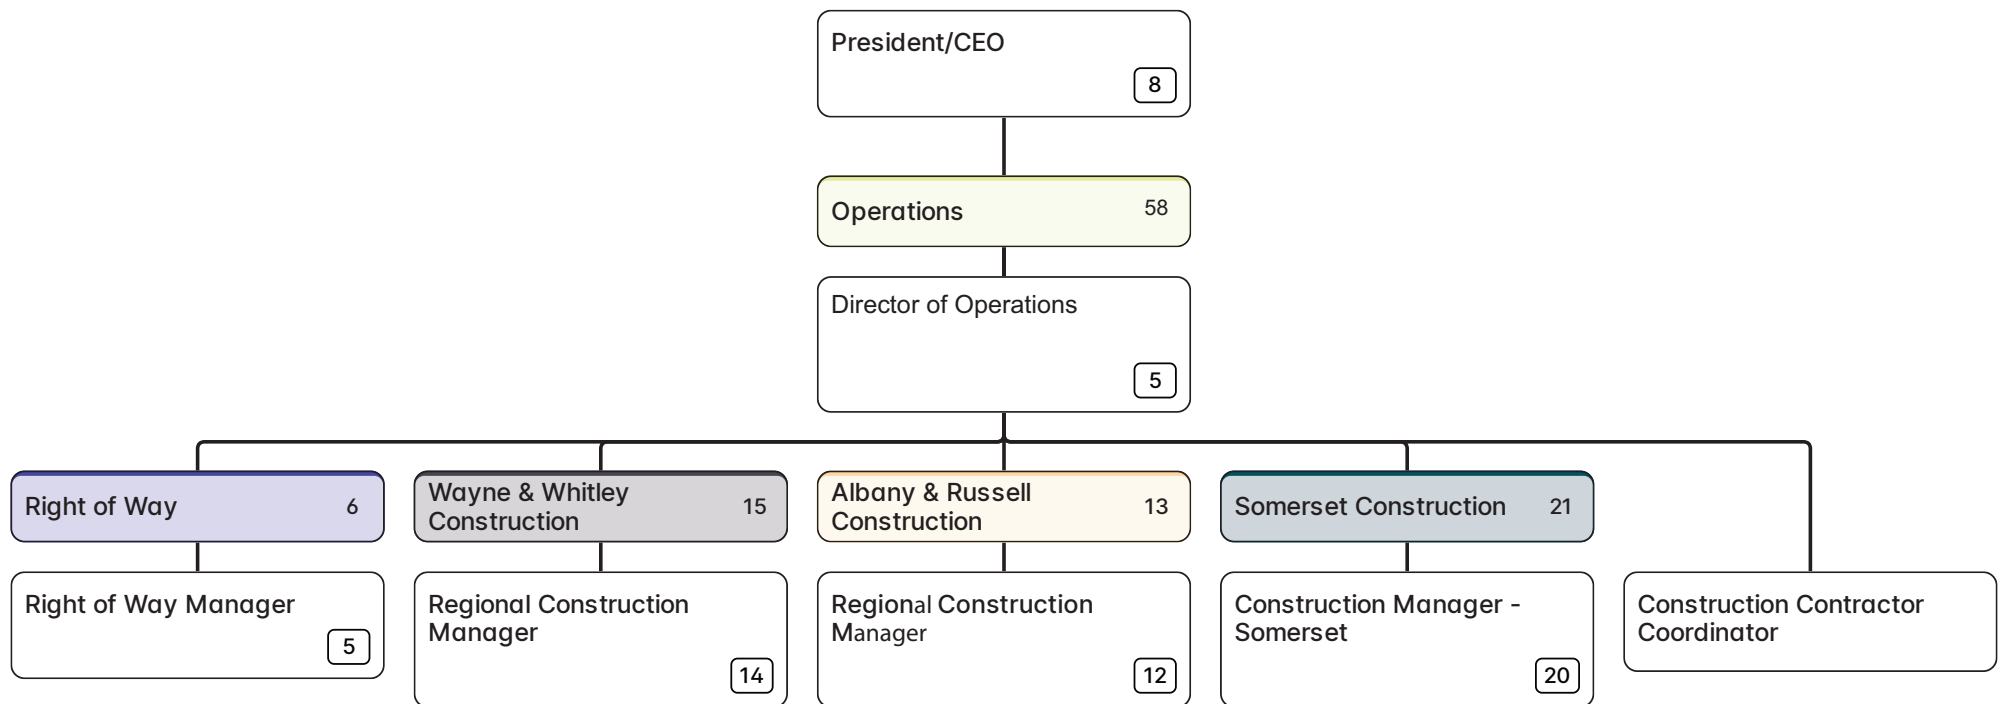 President/CEO
8
Operations 58
Director of Operations
5
Right of Way 6
Wayne & Whitley
Construction 15
Albany & Russell
Construction 13
Somerset Construction 21
Right of Way Manager
5
Regional Construction
Manager
14
Regional Construction
Manager
12
Construction Manager -
Somerset
20
Construction Contractor
Coordinator